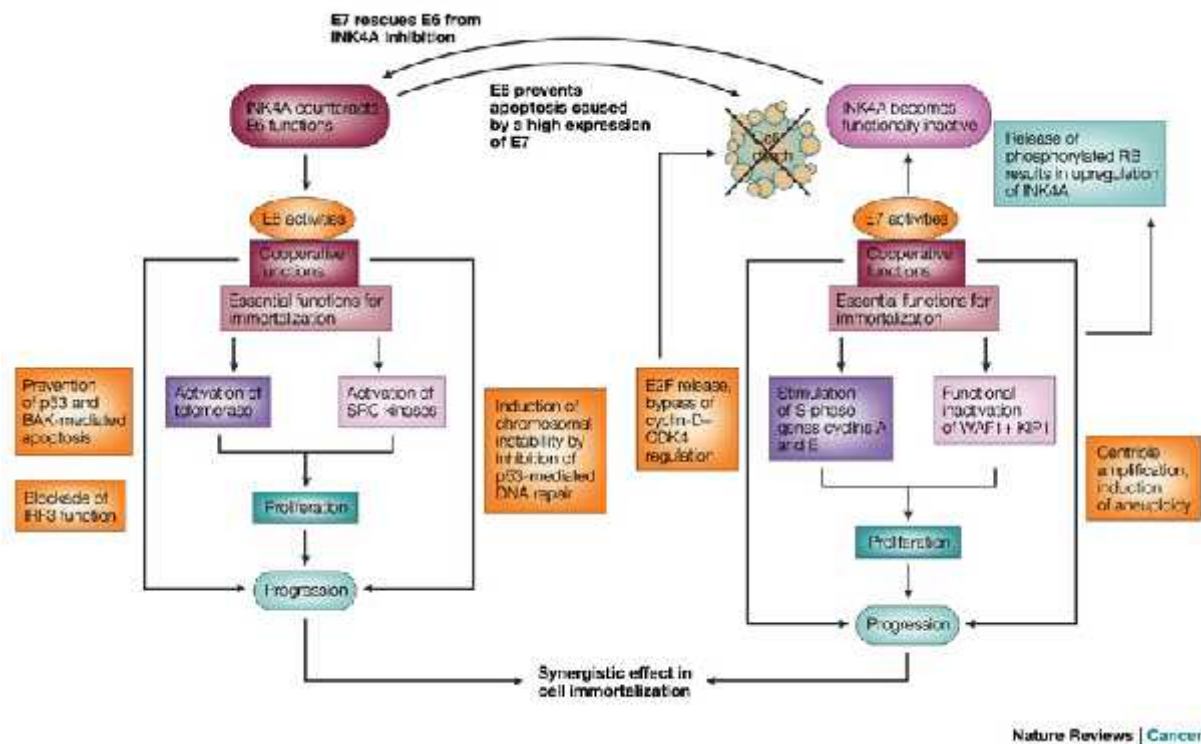 E7 rescues E6 from
INK4A inhibition
INK4A counteracts
E6 functions
E6 prevents
apoptosis caused
by a high expression
of E7
Cell
death
INK4A becomes
functionally inactive
Release of
phosphorylated RB
results in upregulation
of INK4A
E6 activities
Cooperative
functions
Essential functions for
immortalization
Activation of
telomerase
Activation of
SRC kinases
Prevention
of p53 and
BAK-mediated
apoptosis
Blockade of
IRF3 function
Induction of
chromosomal
instability by
inhibition of
p53-mediated
DNA repair
Proliferation
Progression
E7 activities
Cooperative
functions
Essential functions for
immortalization
E2F release,
bypass of
cyclin-D–
CDK4
regulation
Stimulation
of S-phase
genes cyclins A
and E
Functional
inactivation
of WAF1+ KIP1
Centriole
amplification,
induction
of aneuploidy
Proliferation
Progression
Synergistic effect in
cell immortalization
Nature Reviews | Cancer